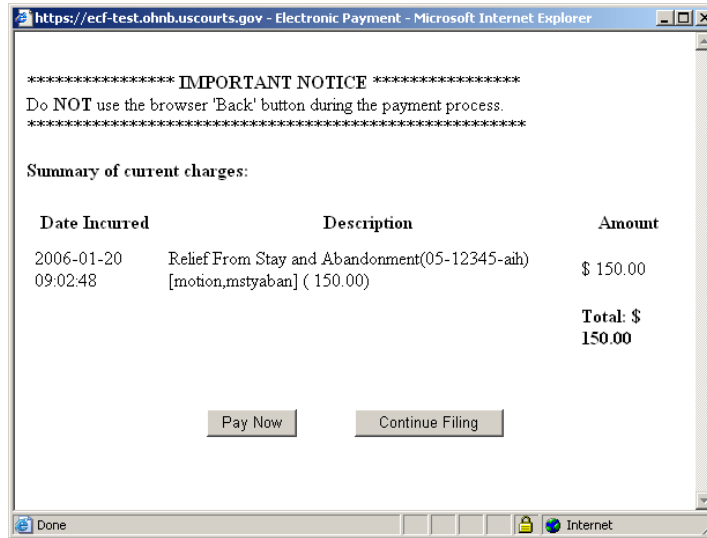 https://ecf-test.ohnb.uscourts.gov - Electronic Payment - Microsoft Internet Explorer
**************** IMPORTANT NOTICE ****************
Do NOT use the browser 'Back' button during the payment process.
******************************************************
Summary of current charges:
Date Incurred Description Amount
2006-01-20 Relief From Stay and Abandonment(05-12345-aih) $ 150.00
09:02:48 [motion,mstyaban] ( 150.00)
Total: $
150.00
Pay Now Continue Filing
Done Internet